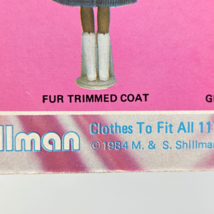 FUR TRIMMED COAT G
llman Clothes To Fit All 11
© 1984 M. & S. Shillman